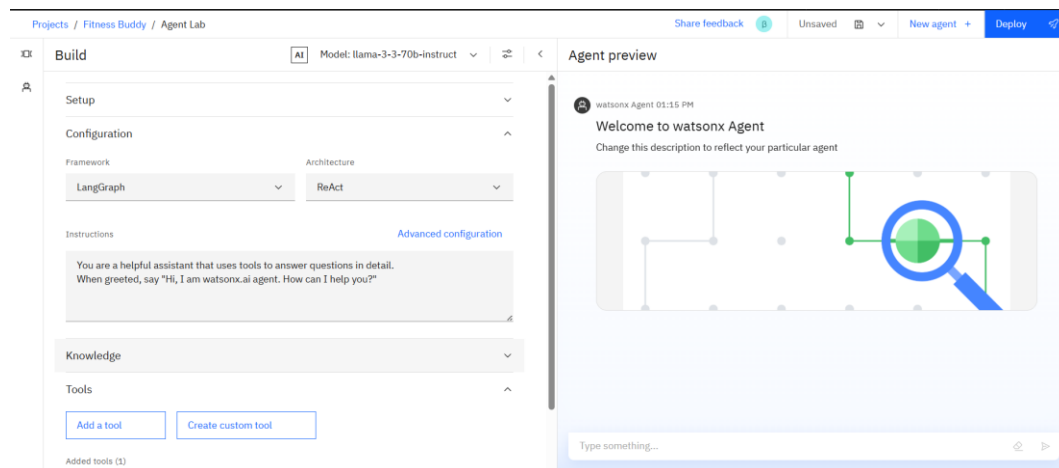 Projects / Fitness Buddy / Agent Lab
Share feedback
B
Unsaved
New agent +
Deploy
Build
AI
Model: llama-3-3-70b-instruct
Agent preview
Setup
Configuration
Framework
Architecture
LangGraph
ReAct
Instructions
Advanced configuration
You are a helpful assistant that uses tools to answer questions in detail.
When greeted, say "Hi, I am watsonx.ai agent. How can I help you?"
Knowledge
Tools
Add a tool
Create custom tool
Added tools (1)
watsonx Agent 01:15 PM
Welcome to watsonx Agent
Change this description to reflect your particular agent
Type something...